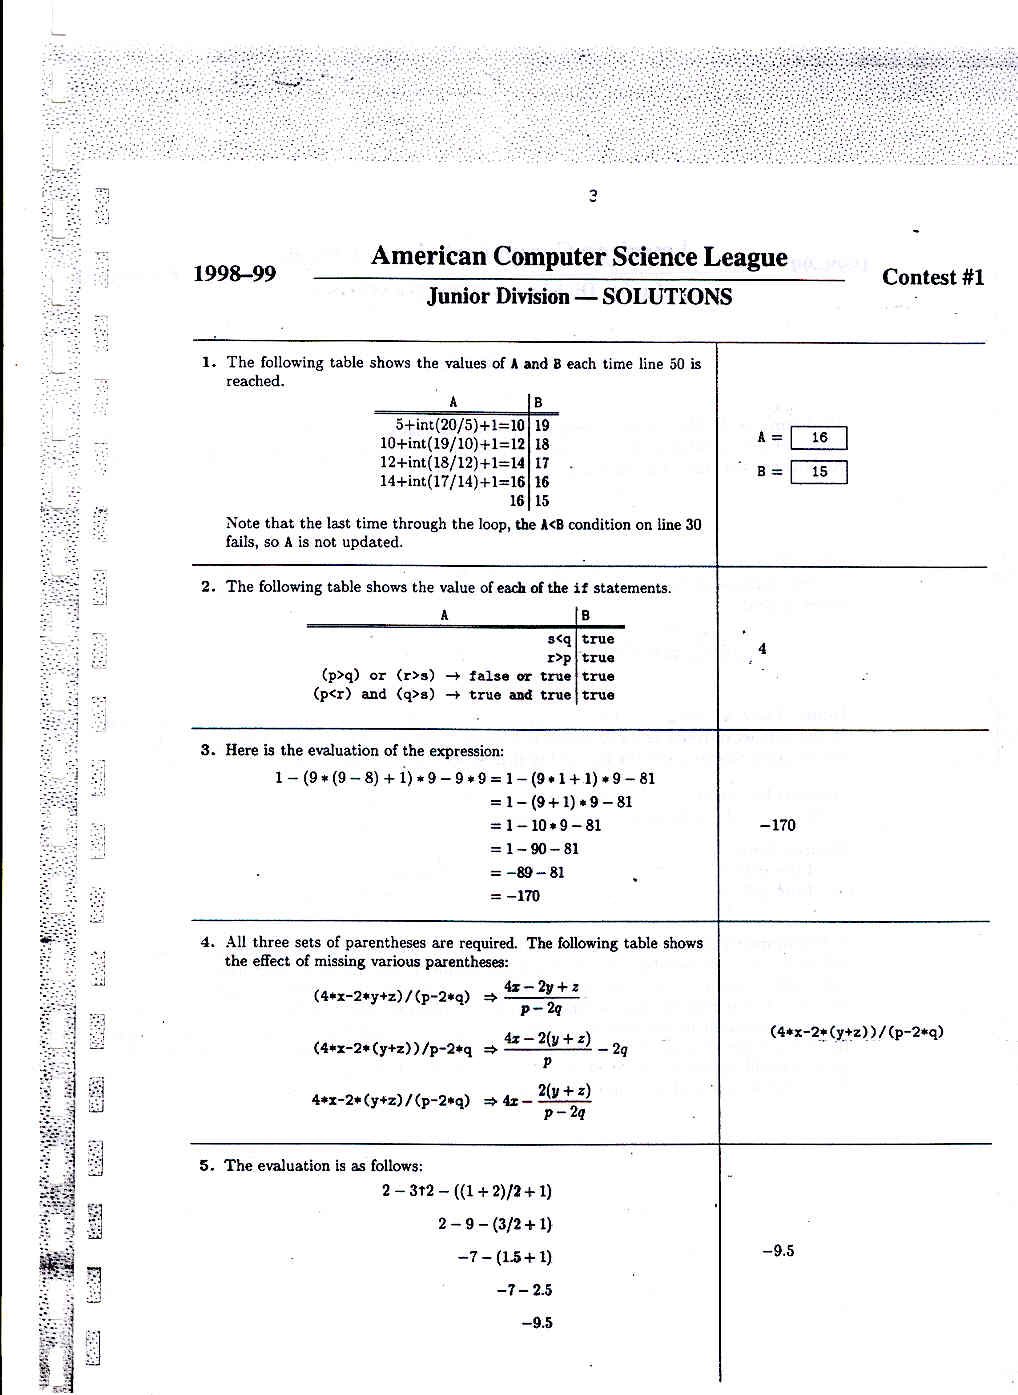 3
American Computer Science League
1998–99
Contest #1
Junior Division — SOLUTIONS
1. The following table shows the values of A and B each time line 50 is
reached.
A | B
5+int(20/5)+1=10 | 19
10+int(19/10)+1=12 | 18
12+int(18/12)+1=14 | 17
14+int(17/14)+1=16 | 16
16 | 15
Note that the last time through the loop, the A<B condition on line 30
fails, so A is not updated.
A = 16
B = 15
2. The following table shows the value of each of the if statements.
A | B
s<q | true
r>p | true
(p>q) or (r>s) → false or true | true
(p<r) and (q>s) → true and true | true
4
3. Here is the evaluation of the expression:
1 − (9 * (9 − 8) + 1) * 9 − 9 * 9 = 1 − (9 * 1 + 1) * 9 − 81
= 1 − (9 + 1) * 9 − 81
= 1 − 10 * 9 − 81
= 1 − 90 − 81
= −89 − 81
= −170
−170
4. All three sets of parentheses are required. The following table shows
the effect of missing various parentheses:
(4*x-2*y+z)/(p-2*q) ⇒ 4x − 2y + z / p − 2q
(4*x-2*(y+z))/p-2*q ⇒ 4x − 2(y + z) / p − 2q
4*x-2*(y+z)/(p-2*q) ⇒ 4x − 2(y + z) / p − 2q
(4*x-2*(y+z))/(p-2*q)
5. The evaluation is as follows:
2 − 3↑2 − ((1 + 2)/2 + 1)
2 − 9 − (3/2 + 1)
−7 − (1.5 + 1)
−7 − 2.5
−9.5
−9.5